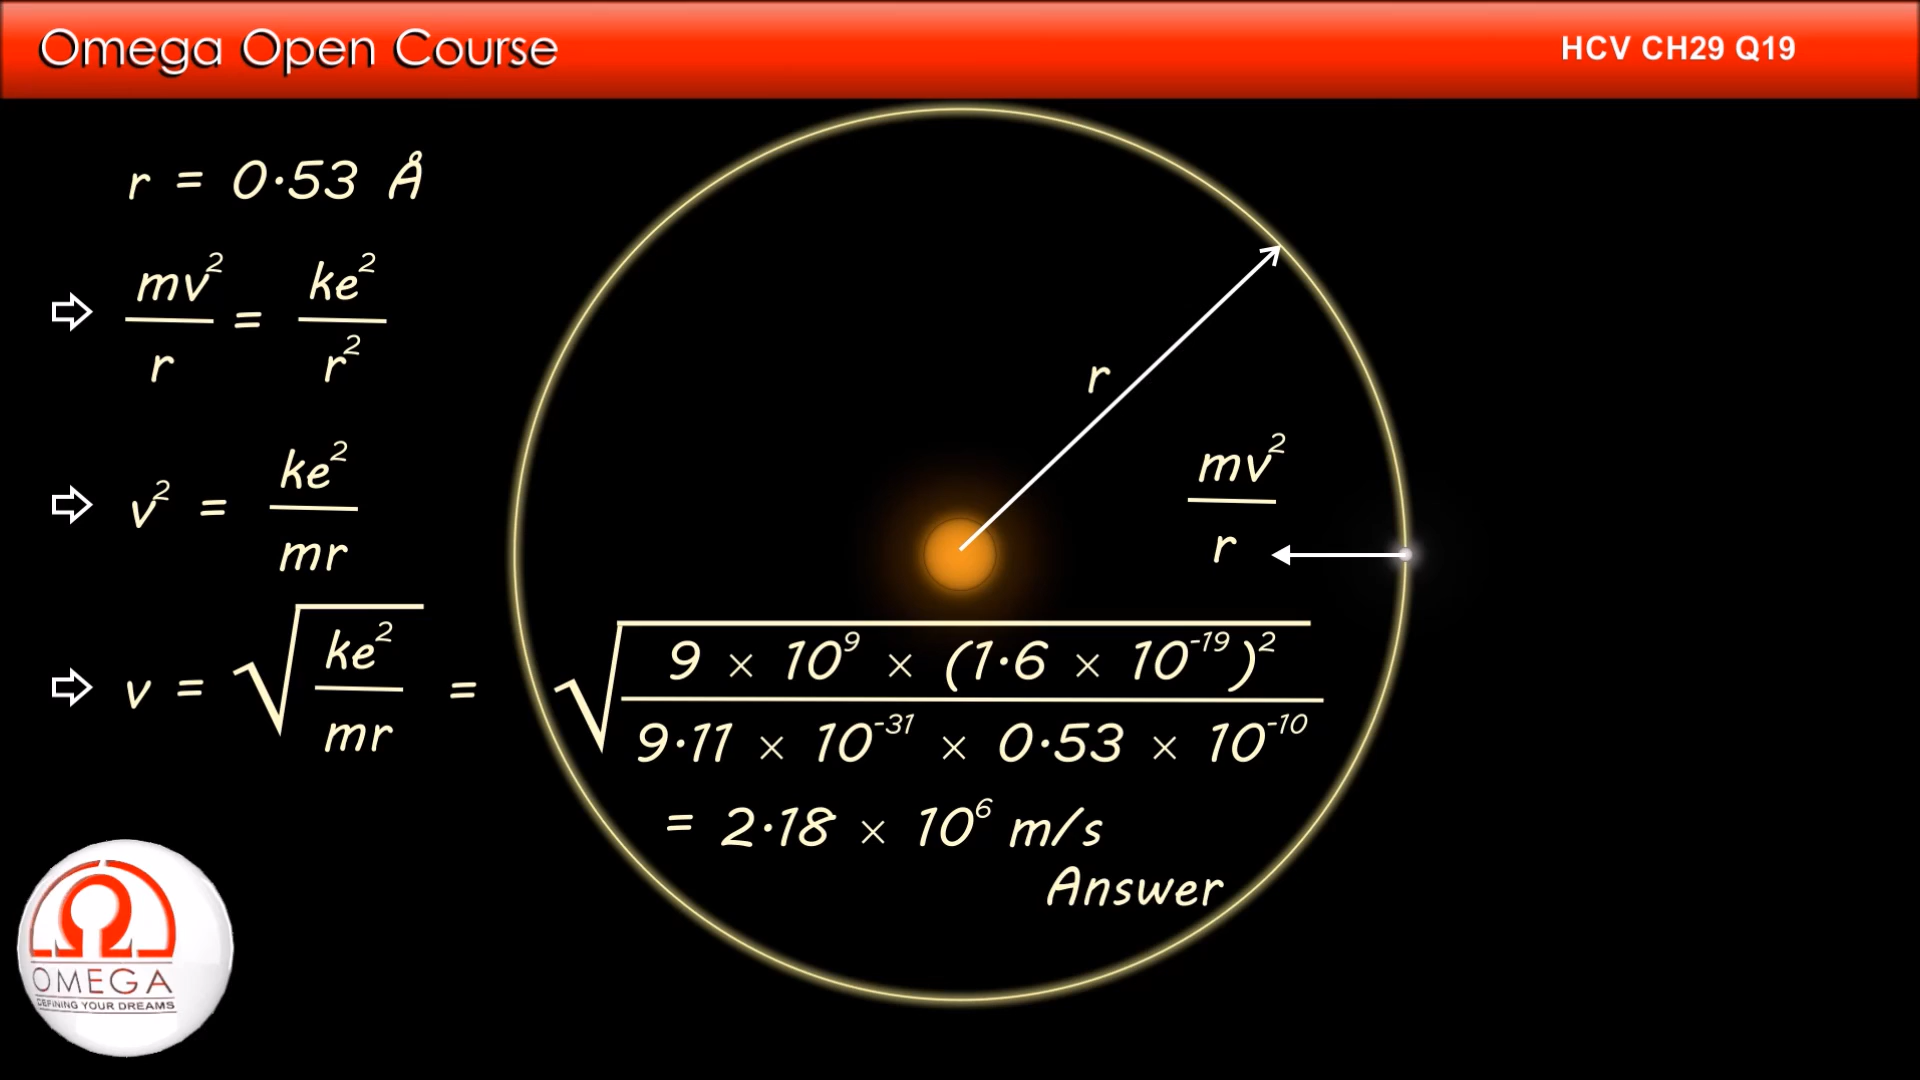 Omega Open Course
HCV CH29 Q19
r = 0·53 Å
⇨ mv²/r = ke²/r²
r
⇨ v² = ke²/mr
mv²/r
⇨ v = √(ke²/mr) = √(9 × 10⁹ × (1·6 × 10⁻¹⁹)² / 9·11 × 10⁻³¹ × 0·53 × 10⁻¹⁰)
= 2·18 × 10⁶ m/s
Answer
Ω
OMEGA
DEFINING YOUR DREAMS